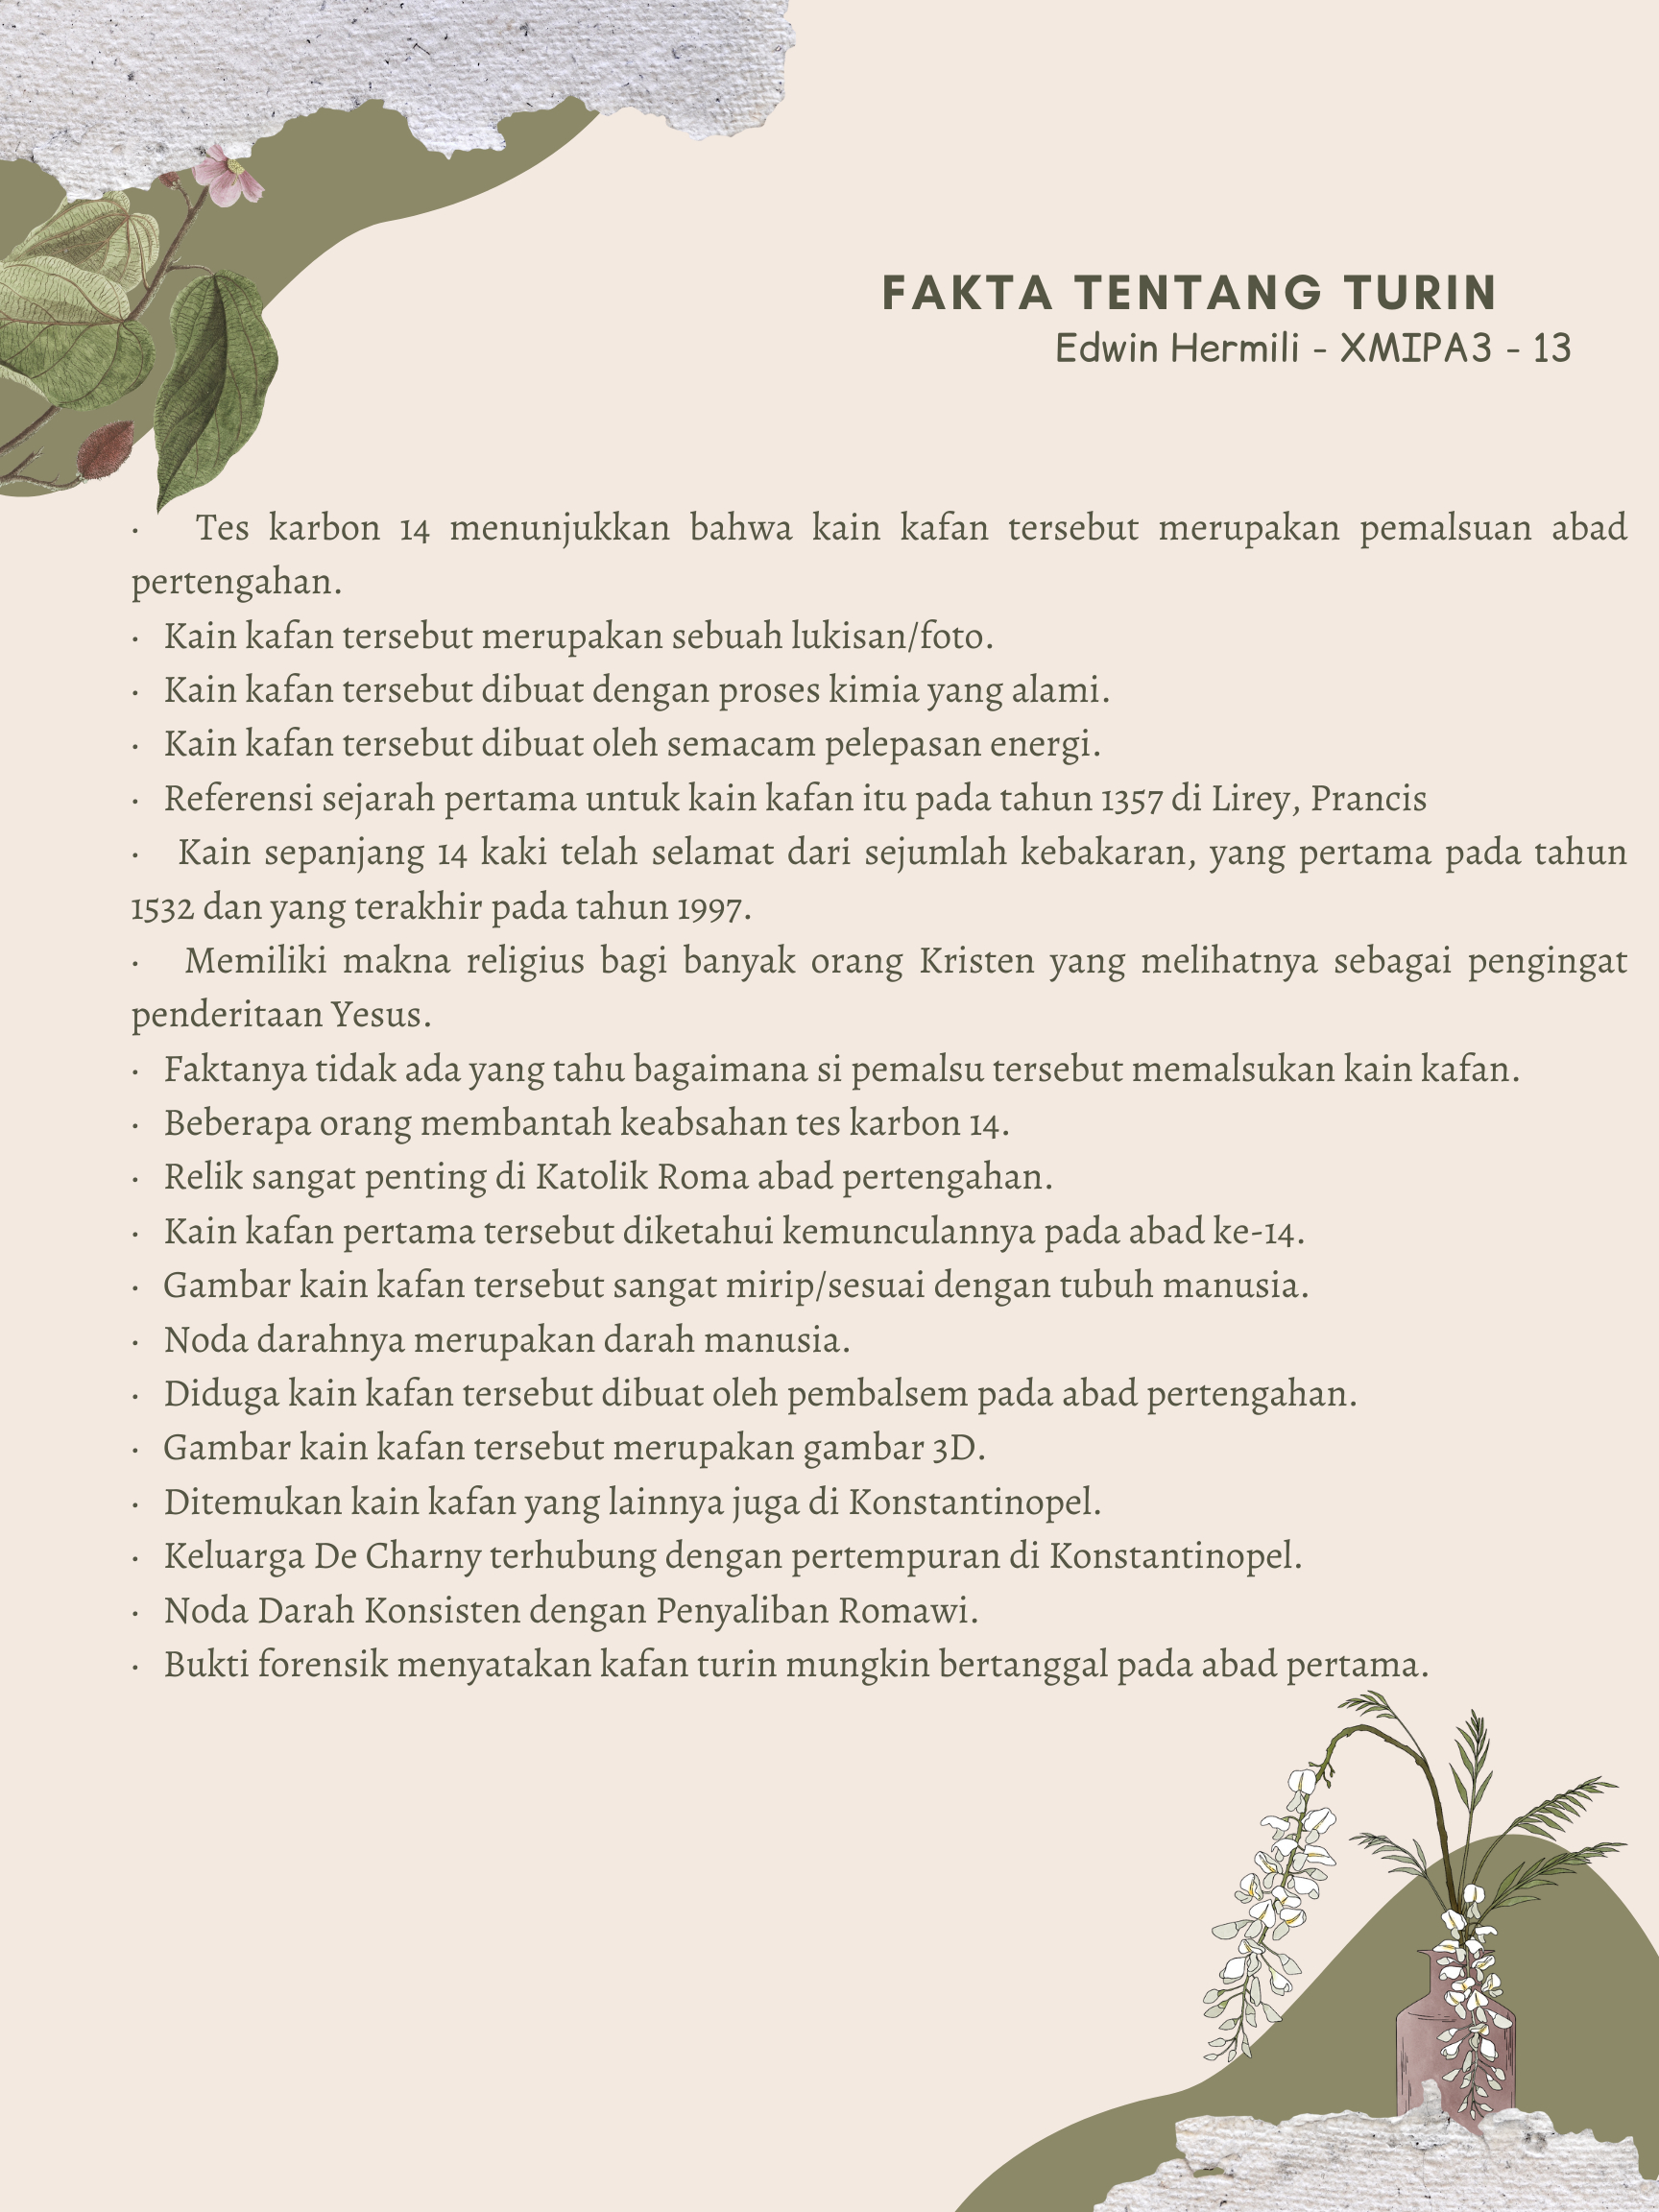 FAKTA TENTANG TURIN
Edwin Hermili - XMIPA3 - 13
· Tes karbon 14 menunjukkan bahwa kain kafan tersebut merupakan pemalsuan abad
pertengahan.
· Kain kafan tersebut merupakan sebuah lukisan/foto.
· Kain kafan tersebut dibuat dengan proses kimia yang alami.
· Kain kafan tersebut dibuat oleh semacam pelepasan energi.
· Referensi sejarah pertama untuk kain kafan itu pada tahun 1357 di Lirey, Prancis
· Kain sepanjang 14 kaki telah selamat dari sejumlah kebakaran, yang pertama pada tahun
1532 dan yang terakhir pada tahun 1997.
· Memiliki makna religius bagi banyak orang Kristen yang melihatnya sebagai pengingat
penderitaan Yesus.
· Faktanya tidak ada yang tahu bagaimana si pemalsu tersebut memalsukan kain kafan.
· Beberapa orang membantah keabsahan tes karbon 14.
· Relik sangat penting di Katolik Roma abad pertengahan.
· Kain kafan pertama tersebut diketahui kemunculannya pada abad ke-14.
· Gambar kain kafan tersebut sangat mirip/sesuai dengan tubuh manusia.
· Noda darahnya merupakan darah manusia.
· Diduga kain kafan tersebut dibuat oleh pembalsem pada abad pertengahan.
· Gambar kain kafan tersebut merupakan gambar 3D.
· Ditemukan kain kafan yang lainnya juga di Konstantinopel.
· Keluarga De Charny terhubung dengan pertempuran di Konstantinopel.
· Noda Darah Konsisten dengan Penyaliban Romawi.
· Bukti forensik menyatakan kafan turin mungkin bertanggal pada abad pertama.